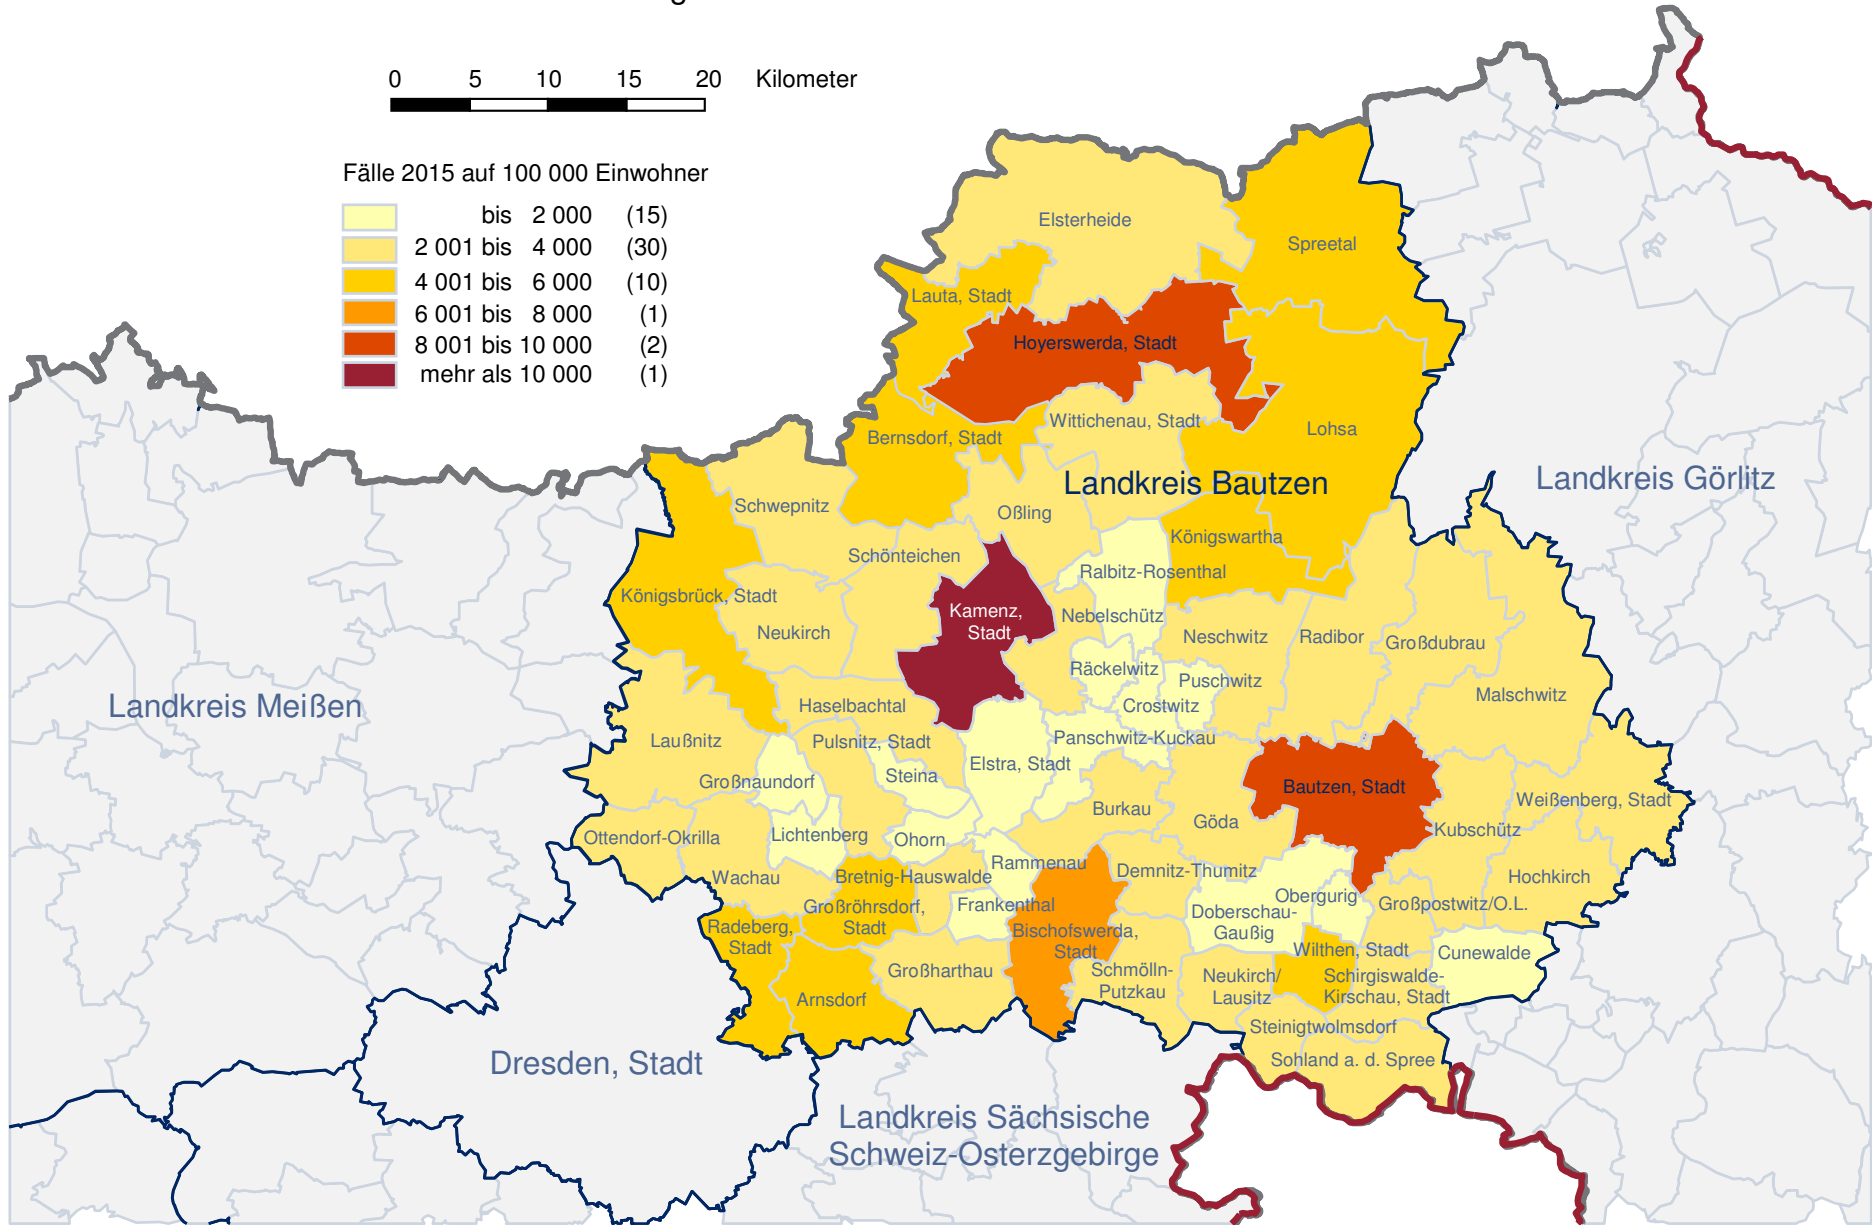 0 5 10 15 20 Kilometer
Fälle 2015 auf 100 000 Einwohner
bis 2 000 (15)
2 001 bis 4 000 (30)
4 001 bis 6 000 (10)
6 001 bis 8 000 (1)
8 001 bis 10 000 (2)
mehr als 10 000 (1)
Elsterheide
Spreetal
Lauta, Stadt
Hoyerswerda, Stadt
Wittichenau, Stadt
Lohsa
Bernsdorf, Stadt
Landkreis Bautzen
Landkreis Görlitz
Schwepnitz
Oßling
Königswartha
Schönteichen
Ralbitz-Rosenthal
Königsbrück, Stadt
Kamenz,
Stadt
Nebelschütz
Neukirch
Neschwitz
Radibor
Großdubrau
Räckelwitz
Puschwitz
Malschwitz
Landkreis Meißen
Haselbachtal
Crostwitz
Laußnitz
Pulsnitz, Stadt
Panschwitz-Kuckau
Großnaundorf
Steina
Elstra, Stadt
Bautzen, Stadt
Weißenberg, Stadt
Burkau
Göda
Kubschütz
Ottendorf-Okrilla
Lichtenberg
Ohorn
Rammenau
Demnitz-Thumitz
Wachau
Bretnig-Hauswalde
Hochkirch
Obergurig
Frankenthal
Großpostwitz/O.L.
Großröhrsdorf,
Stadt
Doberschau-
Gaußig
Radeberg,
Stadt
Bischofswerda,
Stadt
Wilthen, Stadt
Cunewalde
Großharthau
Schmölln-
Putzkau
Neukirch/
Lausitz
Schirgiswalde-
Kirschau, Stadt
Arnsdorf
Steinigtwolmsdorf
Dresden, Stadt
Sohland a. d. Spree
Landkreis Sächsische
Schweiz-Osterzgebirge